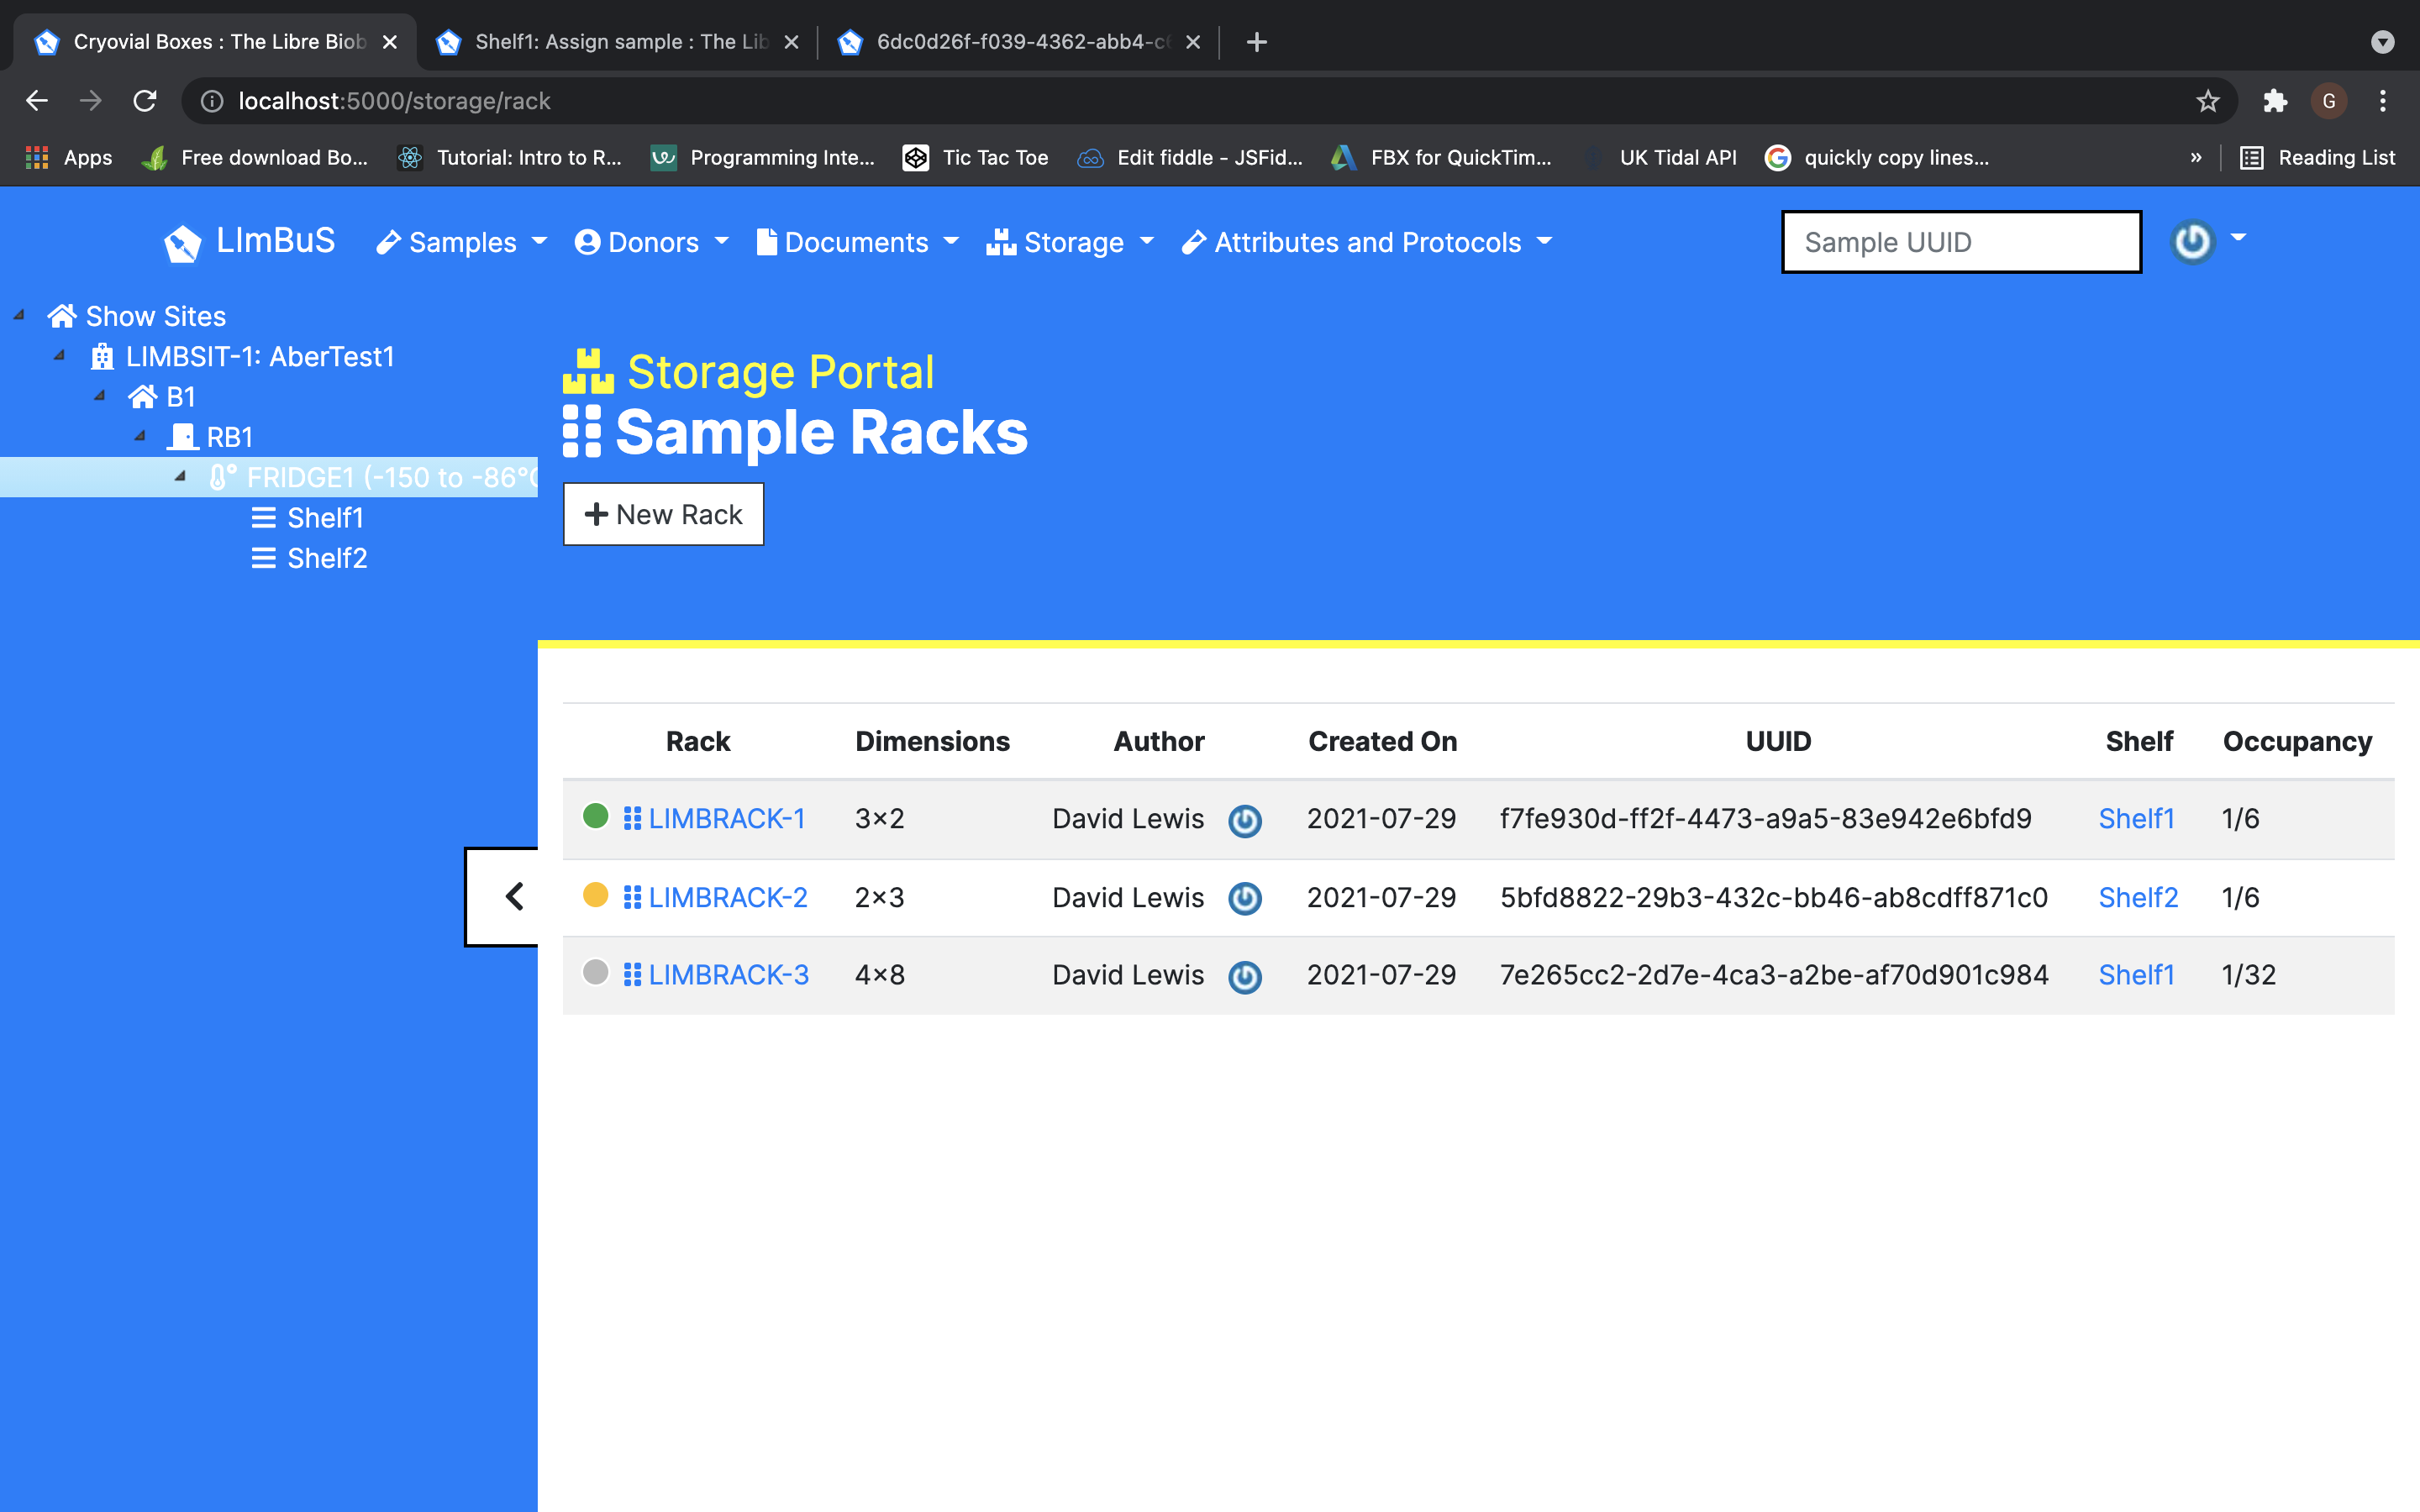 Cryovial Boxes : The Libre Biob
Shelf1: Assign sample : The Lib
6dc0d26f-f039-4362-abb4-c6
localhost:5000/storage/rack
G
Apps
Free download Bo...
Tutorial: Intro to R...
Programming Inte...
Tic Tac Toe
Edit fiddle - JSFid...
FBX for QuickTim...
UK Tidal API
quickly copy lines...
»
Reading List
LImBuS
Samples
Donors
Documents
Storage
Attributes and Protocols
Sample UUID
Show Sites
LIMBSIT-1: AberTest1
B1
RB1
FRIDGE1 (-150 to -86°C
Shelf1
Shelf2
Storage Portal
Sample Racks
+ New Rack
Rack Dimensions Author Created On UUID Shelf Occupancy
LIMBRACK-1 3×2 David Lewis 2021-07-29 f7fe930d-ff2f-4473-a9a5-83e942e6bfd9 Shelf1 1/6
LIMBRACK-2 2×3 David Lewis 2021-07-29 5bfd8822-29b3-432c-bb46-ab8cdff871c0 Shelf2 1/6
LIMBRACK-3 4×8 David Lewis 2021-07-29 7e265cc2-2d7e-4ca3-a2be-af70d901c984 Shelf1 1/32